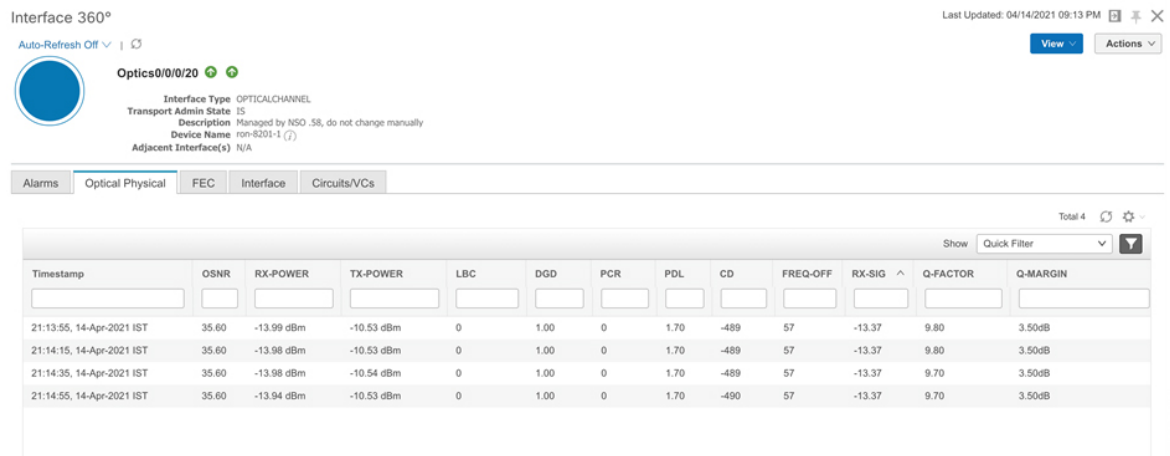 Interface 360°
Last Updated: 04/14/2021 09:13 PM
Auto-Refresh Off |
View
Actions
Optics0/0/0/20
Interface Type OPTICALCHANNEL
Transport Admin State IS
Description Managed by NSO .58, do not change manually
Device Name ron-8201-1
Adjacent Interface(s) N/A
Alarms Optical Physical FEC Interface Circuits/VCs
Total 4
Show Quick Filter
Timestamp OSNR RX-POWER TX-POWER LBC DGD PCR PDL CD FREQ-OFF RX-SIG Q-FACTOR Q-MARGIN
21:13:55, 14-Apr-2021 IST 35.60 -13.99 dBm -10.53 dBm 0 1.00 0 1.70 -489 57 -13.37 9.80 3.50dB
21:14:15, 14-Apr-2021 IST 35.60 -13.98 dBm -10.53 dBm 0 1.00 0 1.70 -489 57 -13.37 9.80 3.50dB
21:14:35, 14-Apr-2021 IST 35.60 -13.98 dBm -10.54 dBm 0 1.00 0 1.70 -489 57 -13.37 9.70 3.50dB
21:14:55, 14-Apr-2021 IST 35.60 -13.94 dBm -10.53 dBm 0 1.00 0 1.70 -490 57 -13.37 9.70 3.50dB